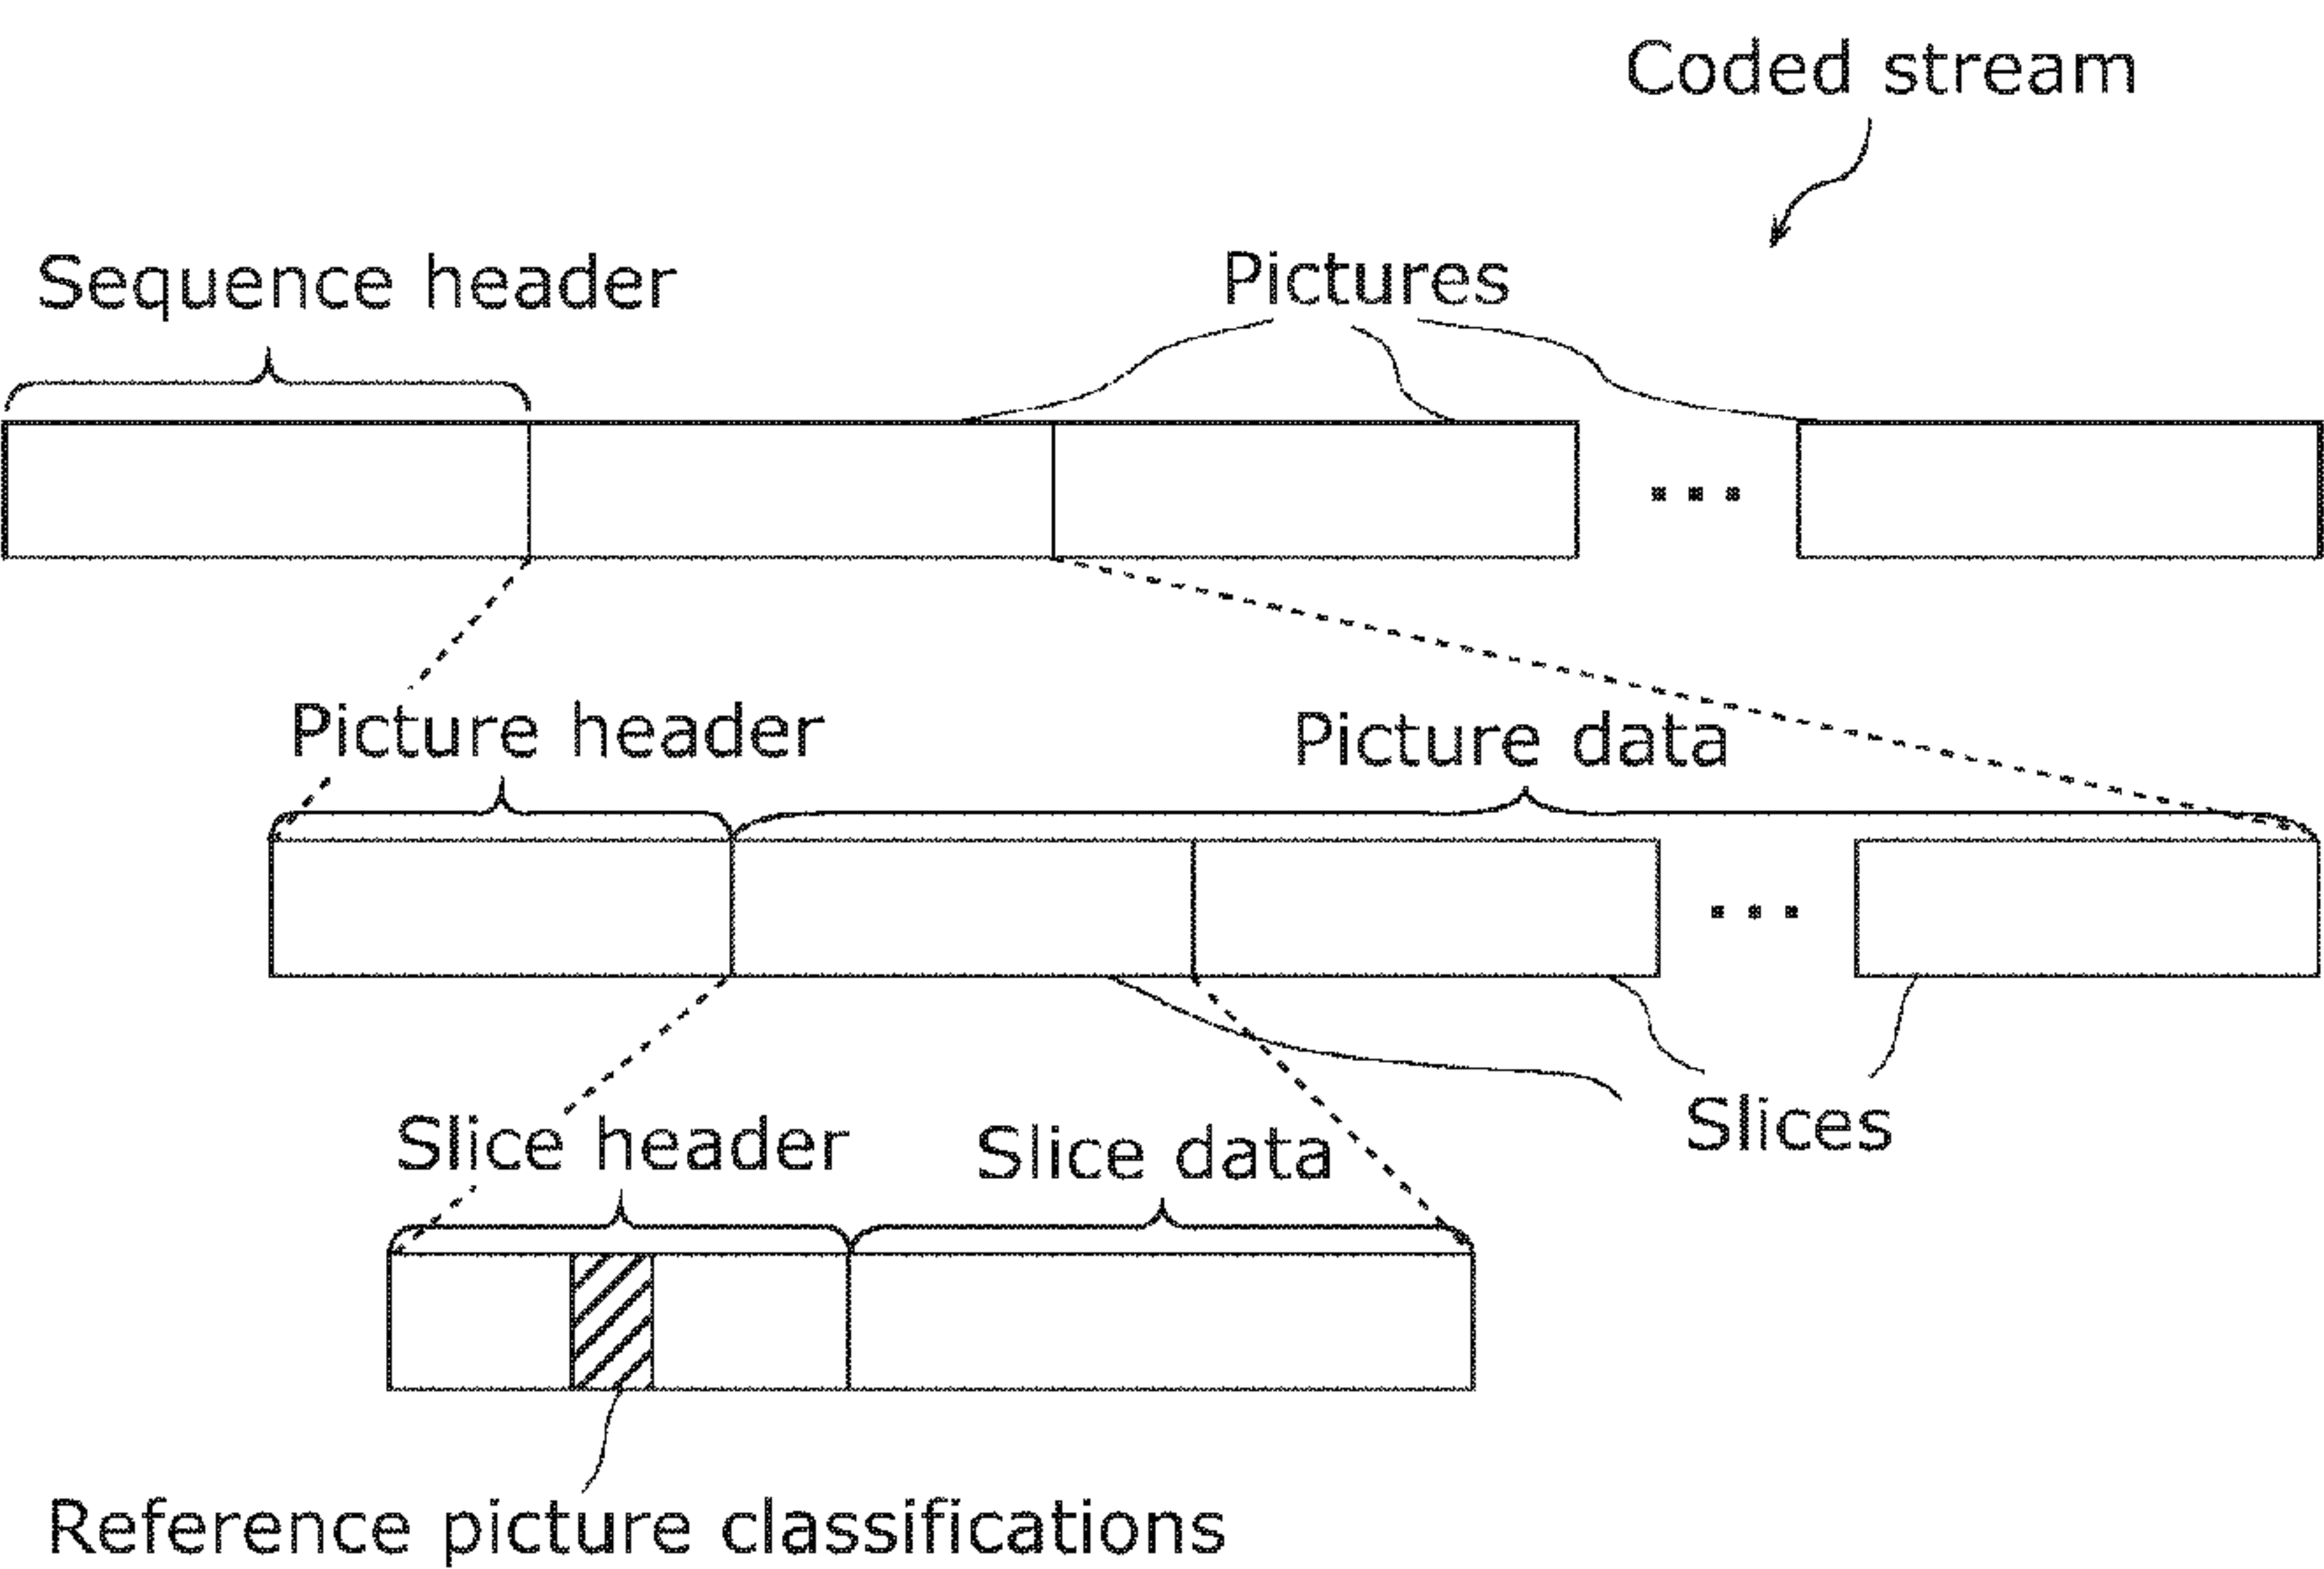 Coded stream
Sequence header
Pictures
Picture header
Picture data
Slice header
Slice data
Slices
Reference picture classifications